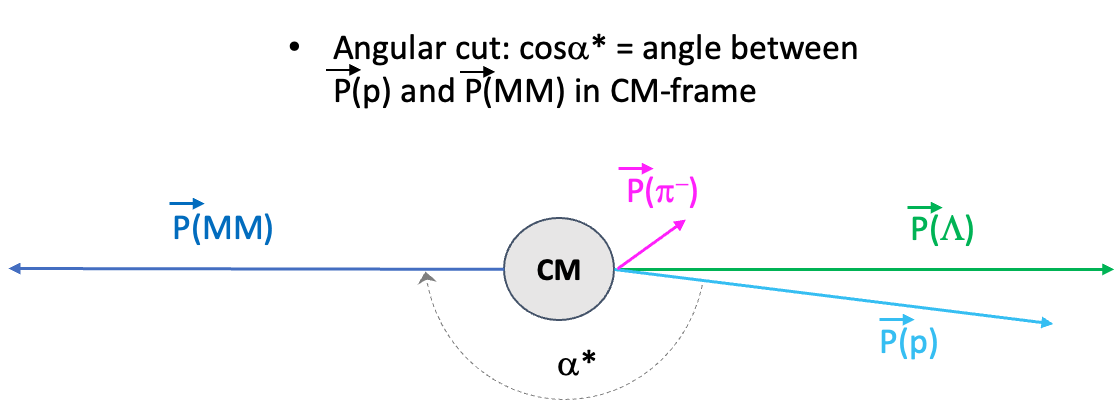 • Angular cut: cosα* = angle between
P(p) and P(MM) in CM-frame
P(π⁻)
P(MM)
P(Λ)
CM
P(p)
α*